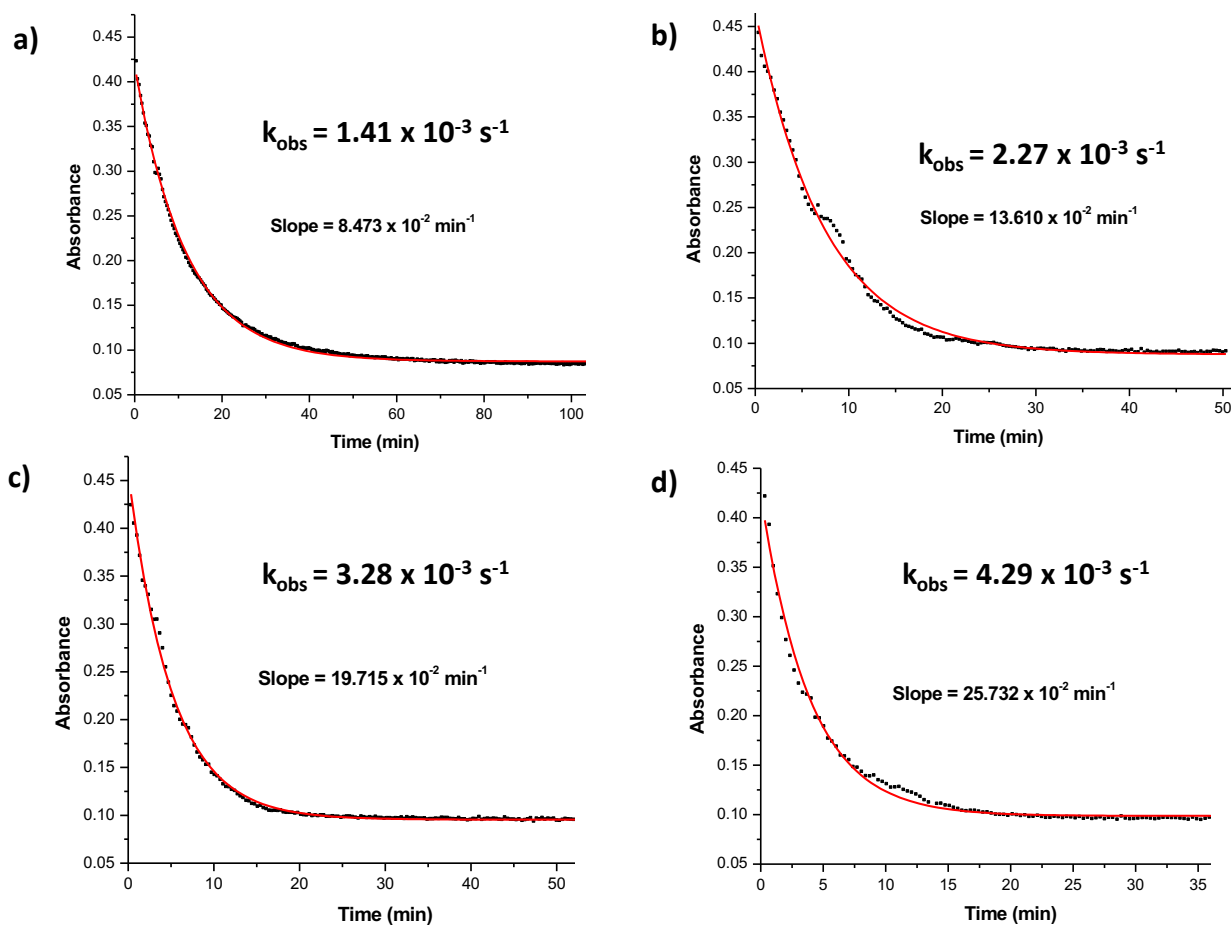 a)
k_obs = 1.41 x 10⁻³ s⁻¹
Slope = 8.473 x 10⁻² min⁻¹
Absorbance
0.45
0.40
0.35
0.30
0.25
0.20
0.15
0.10
0.05
0 20 40 60 80 100
Time (min)
b)
k_obs = 2.27 x 10⁻³ s⁻¹
Slope = 13.610 x 10⁻² min⁻¹
Absorbance
0.45
0.40
0.35
0.30
0.25
0.20
0.15
0.10
0.05
0 10 20 30 40 50
Time (min)
c)
k_obs = 3.28 x 10⁻³ s⁻¹
Slope = 19.715 x 10⁻² min⁻¹
Absorbance
0.45
0.40
0.35
0.30
0.25
0.20
0.15
0.10
0.05
0 10 20 30 40 50
Time (min)
d)
k_obs = 4.29 x 10⁻³ s⁻¹
Slope = 25.732 x 10⁻² min⁻¹
Absorbance
0.45
0.40
0.35
0.30
0.25
0.20
0.15
0.10
0.05
0 5 10 15 20 25 30 35
Time (min)